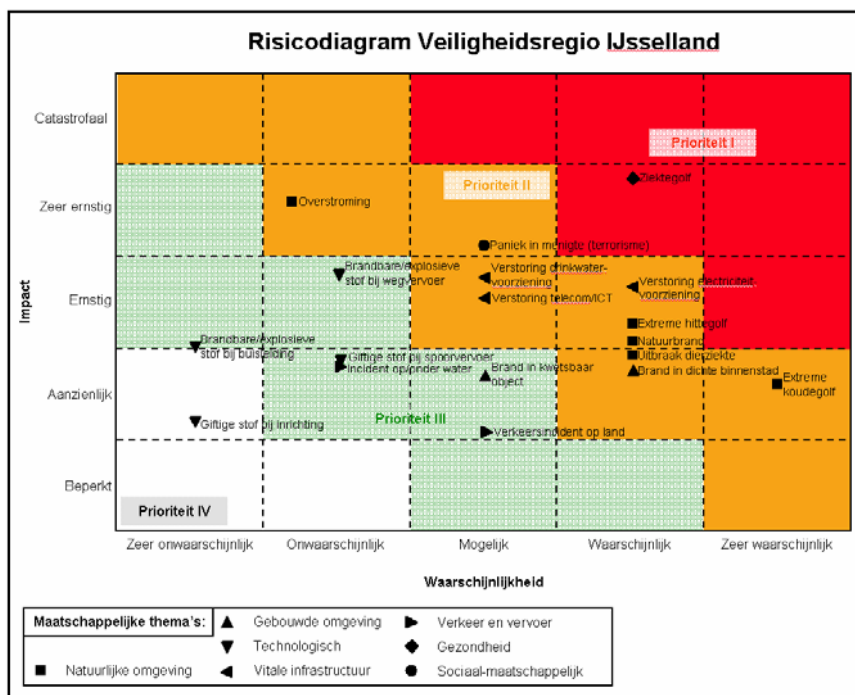 Risicodiagram Veiligheidsregio IJsselland
Catastrofaal
Prioriteit I
Zeer ernstig
Prioriteit II
Ziektegolf
Overstroming
Paniek in menigte (terrorisme)
Impact
Ernstig
Brandbare/explosieve
stof bij wegvervoer
Verstoring drinkwater-
voorziening
Verstoring telecom/ICT
Verstoring electriciteit-
voorziening
Extreme hittegolf
Natuurbrand
Brandbare/explosieve
stof bij buisleiding
Aanzienlijk
Giftige stof bij spoorvervoer
Incident op/onder water
Brand in kwetsbaar
object
Uitbraak dierziekte
Brand in dichte binnenstad
Extreme
koudegolf
Giftige stof bij inrichting
Prioriteit III
Verkeersincident op land
Beperkt
Prioriteit IV
Zeer onwaarschijnlijk
Onwaarschijnlijk
Mogelijk
Waarschijnlijk
Zeer waarschijnlijk
Waarschijnlijkheid
Maatschappelijke thema's:
Gebouwde omgeving
Verkeer en vervoer
Technologisch
Gezondheid
Natuurlijke omgeving
Vitale infrastructuur
Sociaal-maatschappelijk